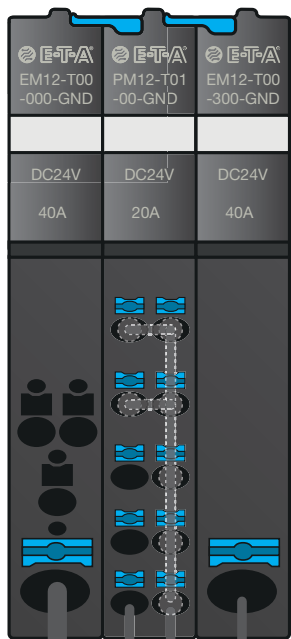 E-T-A
EM12-T00
-000-GND
DC24V
40A
E-T-A
PM12-T01
-00-GND
DC24V
20A
E-T-A
EM12-T00
-300-GND
DC24V
40A